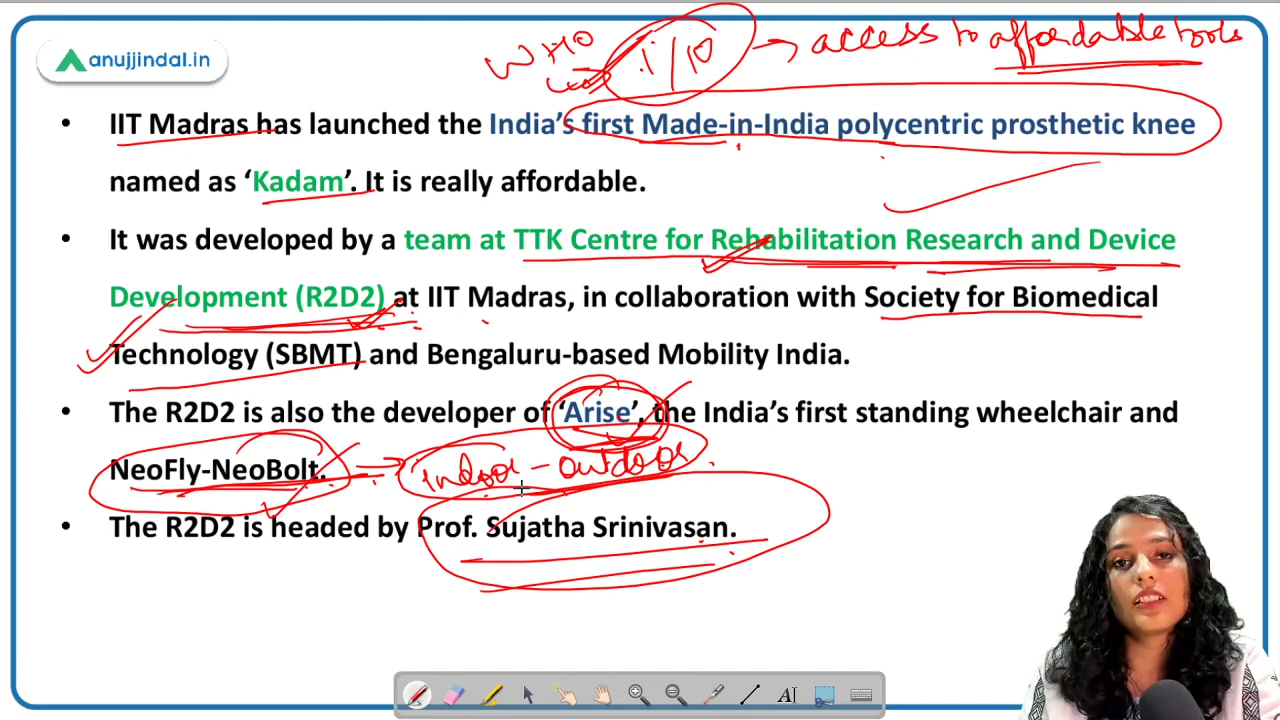 anujjindal.in
WHO
1/10 → access to affordable tools
• IIT Madras has launched the India's first Made-in-India polycentric prosthetic knee
named as ‘Kadam’. It is really affordable.
• It was developed by a team at TTK Centre for Rehabilitation Research and Device
Development (R2D2) at IIT Madras, in collaboration with Society for Biomedical
Technology (SBMT) and Bengaluru-based Mobility India.
• The R2D2 is also the developer of ‘Arise’, the India's first standing wheelchair and
NeoFly-NeoBolt. → indoor - outdoor
• The R2D2 is headed by Prof. Sujatha Srinivasan.
AI